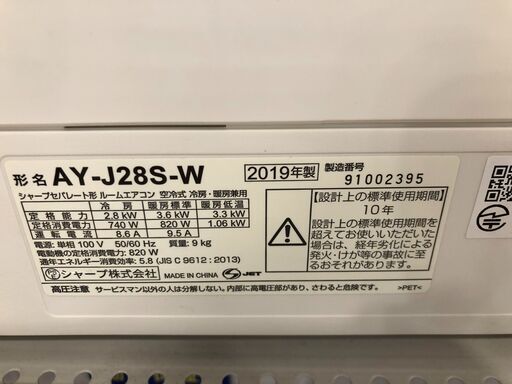 形名 AY-J28S-W 2019年製 製造番号 91002395
シャープセパレート形 ルームエアコン 空冷式 冷房・暖房兼用
冷房 暖房標準 暖房低温
定格能力 2.8 kW 3.6 kW 3.3 kW
定格消費電力 740 W 820 W 1.06 kW
運転電流 8.6 A 9.5 A
電源: 単相 100 V 50/60 Hz 質量: 9 kg
電動機の定格消費電力: 820 W
通年エネルギー消費効率: 5.8 (JIS C 9612 : 2013)
シャープ株式会社 MADE IN CHINA JET
【設計上の標準使用期間】
10年
設計上の標準使用期間を
超えてお使いいただいた
場合は、経年劣化による
発火・けが等の事故に
至るおそれがあります。
高圧注意 サービスマン以外の人は分解しない。内部に高電圧部があり、さわると危険です。
>PET<